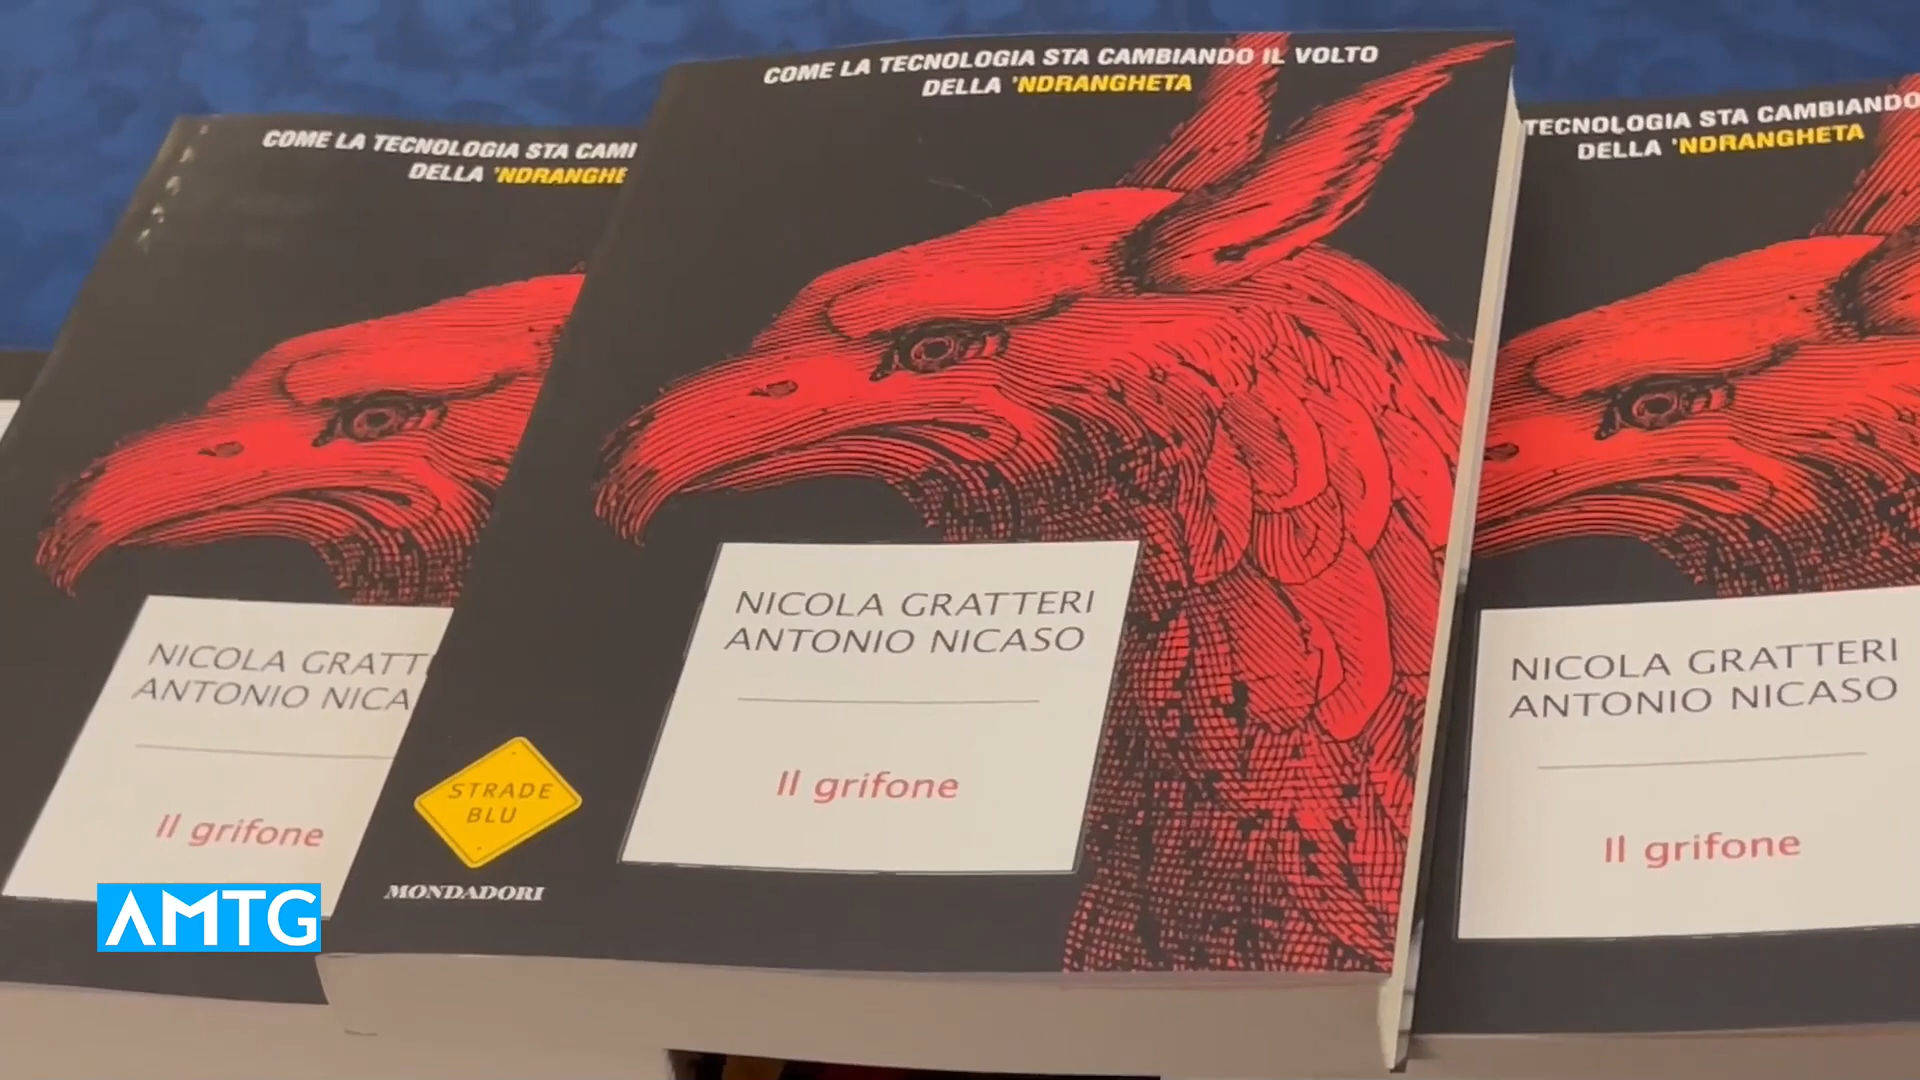 COME LA TECNOLOGIA STA CAMBIANDO IL VOLTO
DELLA 'NDRANGHETA
NICOLA GRATTERI
ANTONIO NICASO
Il grifone
STRADE
BLU
MONDADORI
COME LA TECNOLOGIA STA CAMBI
DELLA 'NDRANGHE
NICOLA GRATT
ANTONIO NICA
Il grifone
TECNOLOGIA STA CAMBIANDO
DELLA 'NDRANGHETA
NICOLA GRATTERI
ANTONIO NICASO
Il grifone
AMTG